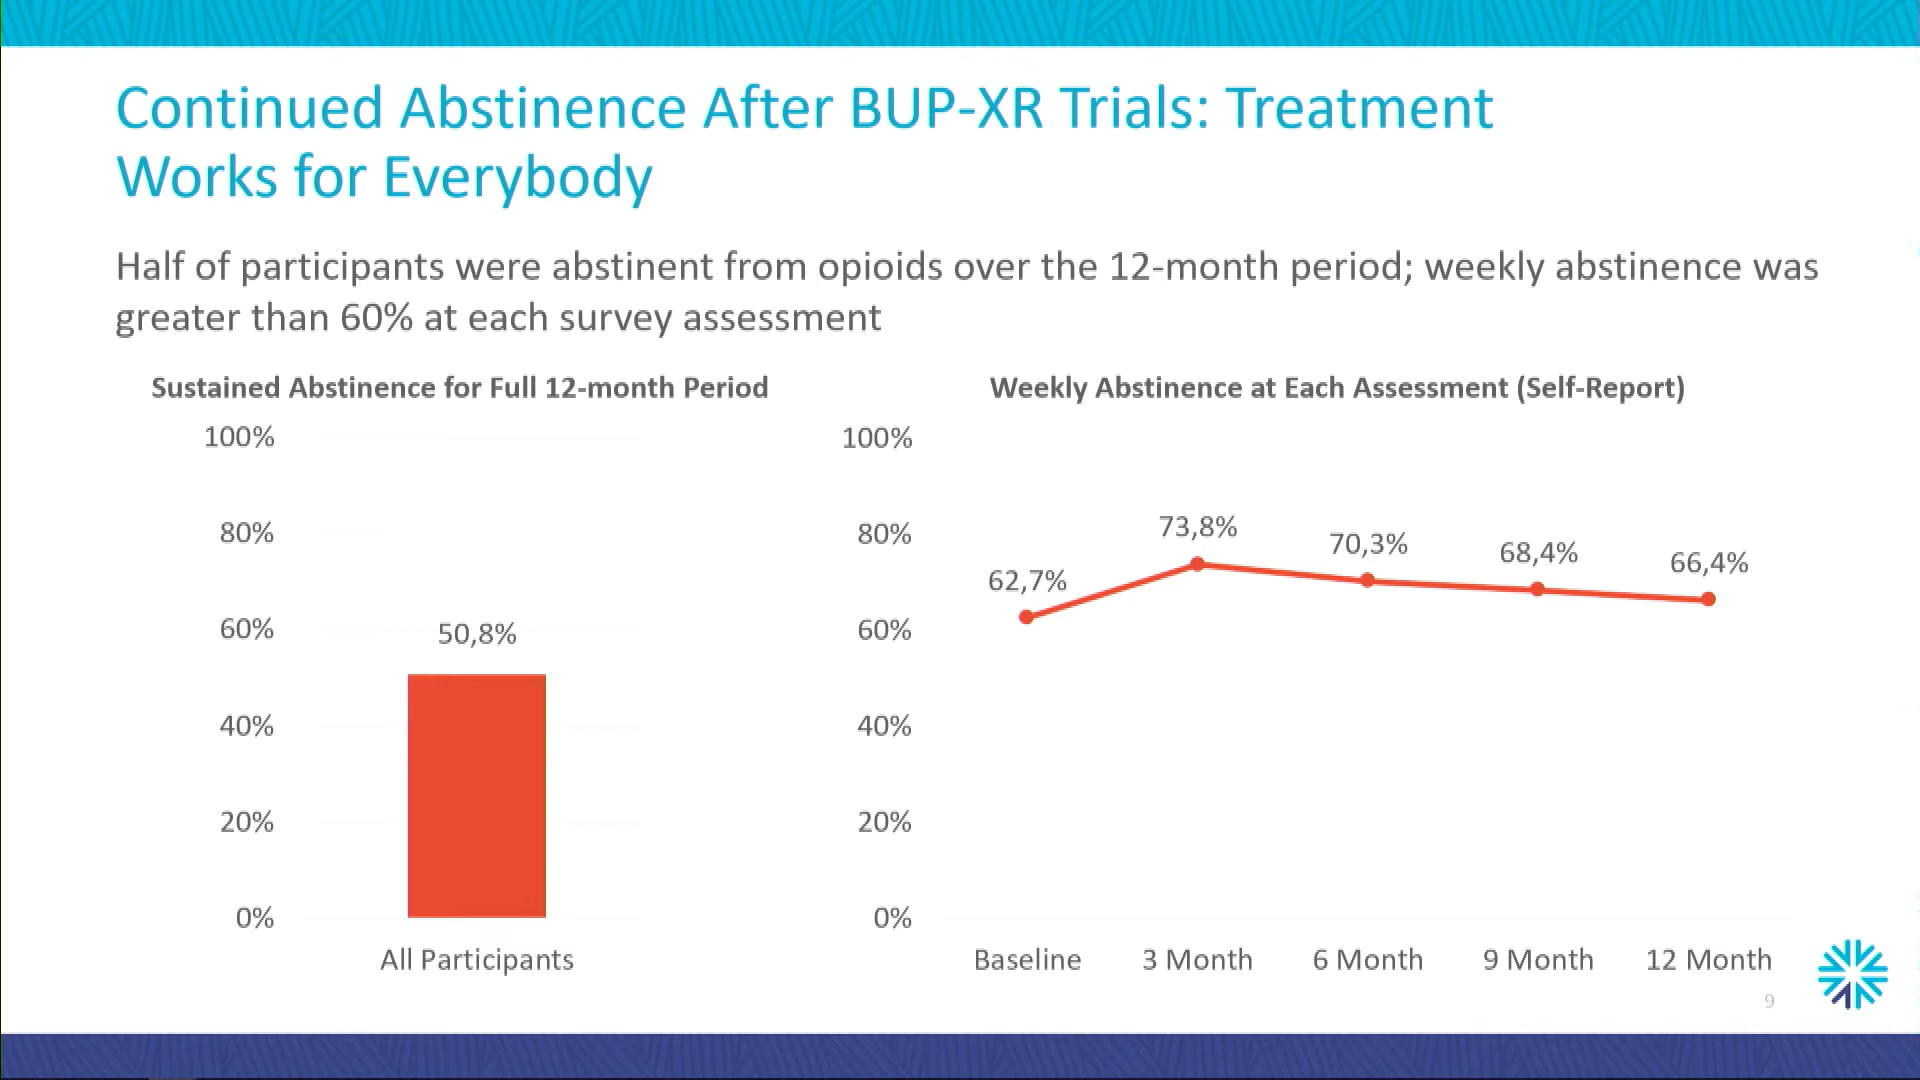 Continued Abstinence After BUP-XR Trials: Treatment
Works for Everybody
Half of participants were abstinent from opioids over the 12-month period; weekly abstinence was
greater than 60% at each survey assessment
Sustained Abstinence for Full 12-month Period
100%
80%
60%
40%
20%
0%
50,8%
All Participants
Weekly Abstinence at Each Assessment (Self-Report)
100%
80%
60%
40%
20%
0%
62,7%
73,8%
70,3%
68,4%
66,4%
Baseline
3 Month
6 Month
9 Month
12 Month
9